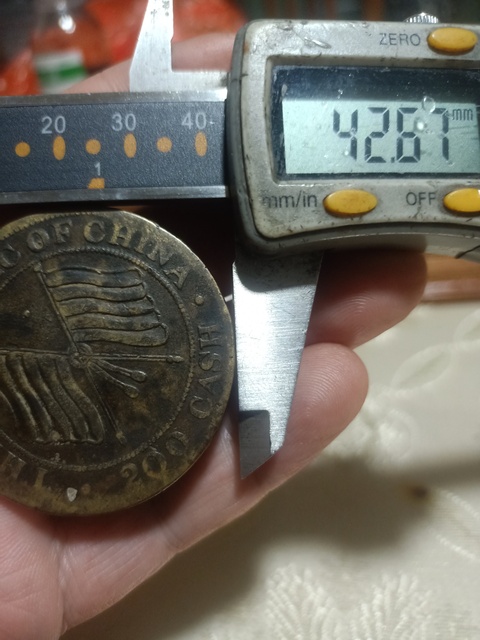 ZERO
42.67 mm
20 30 40
1
mm/in OFF
C OF CHINA
200 CASH